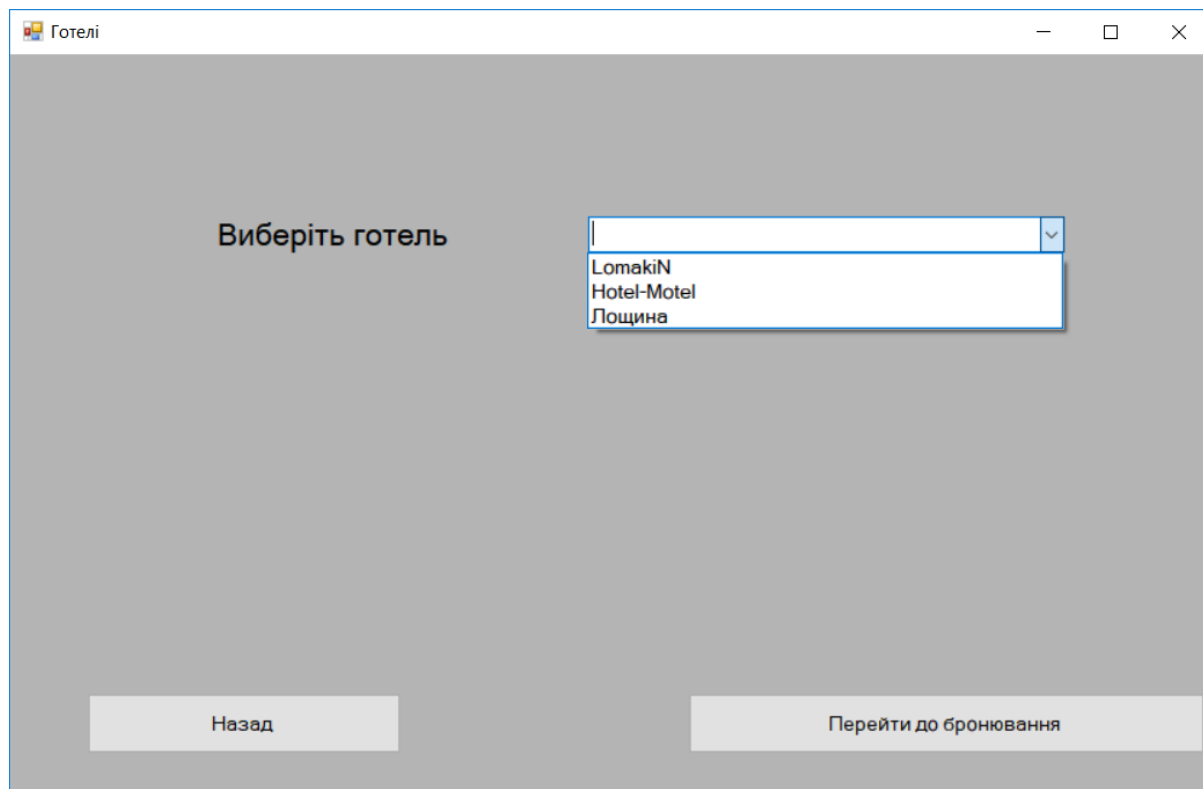 Готелі
Виберіть готель
LomakiN
Hotel-Motel
Лощина
Назад
Перейти до бронювання